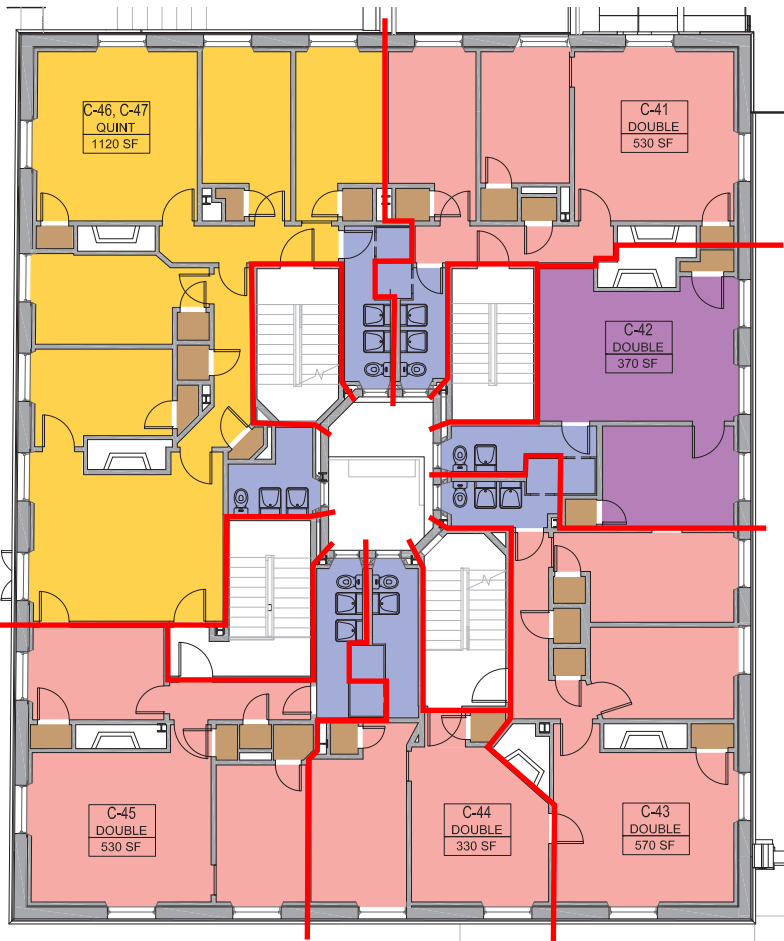 C-46, C-47
QUINT
1120 SF
C-41
DOUBLE
530 SF
C-42
DOUBLE
370 SF
C-45
DOUBLE
530 SF
C-44
DOUBLE
330 SF
C-43
DOUBLE
570 SF